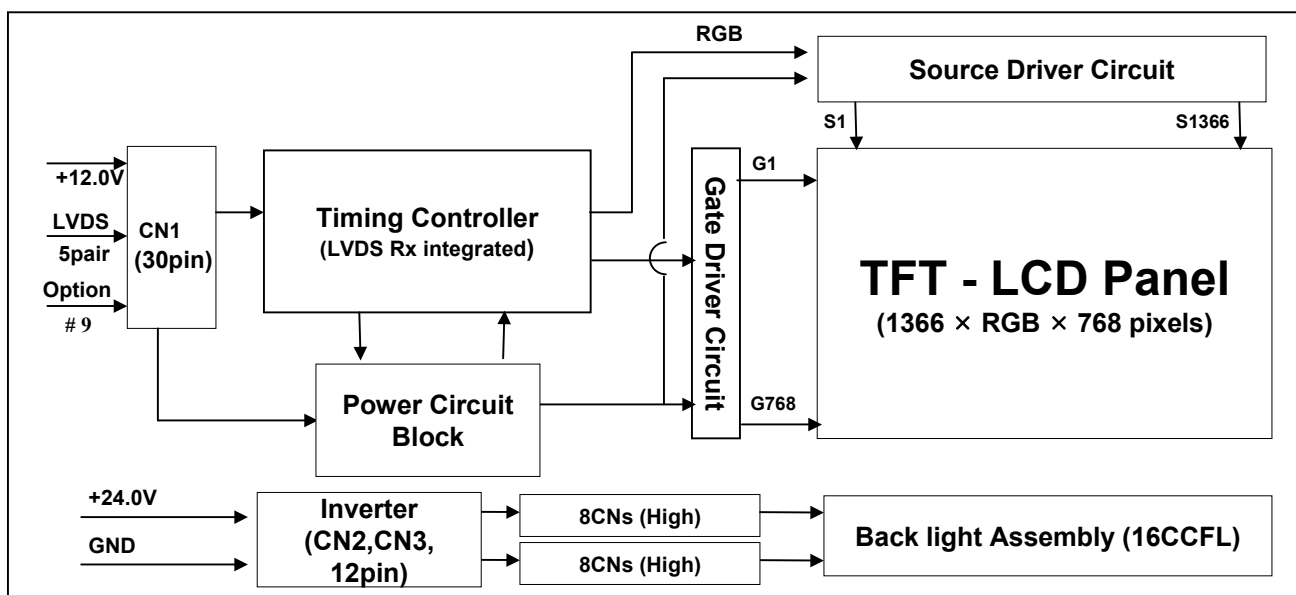 RGB
Source Driver Circuit
S1
S1366
+12.0V
LVDS
5pair
Option
# 9
CN1
(30pin)
Timing Controller
(LVDS Rx integrated)
Gate Driver Circuit
G1
G768
TFT - LCD Panel
(1366 × RGB × 768 pixels)
Power Circuit
Block
+24.0V
GND
Inverter
(CN2,CN3,
12pin)
8CNs (High)
8CNs (High)
Back light Assembly (16CCFL)